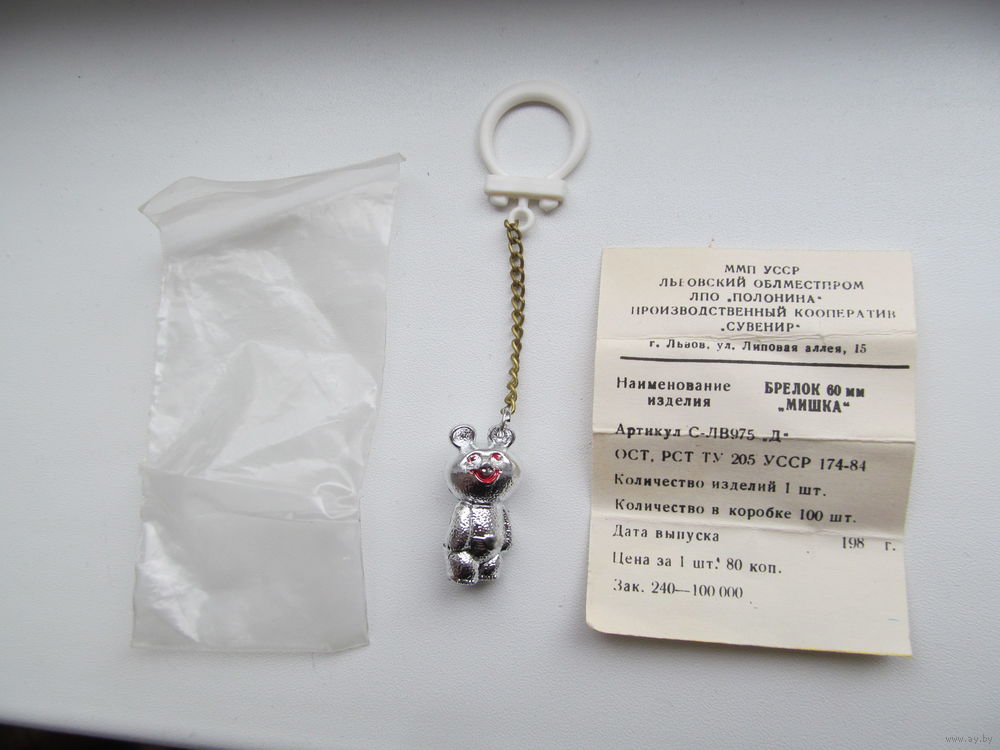 ММП УССР
ЛЬВОВСКИЙ ОБЛМЕСТПРОМ
ЛПО „ПОЛОНИНА“
ПРОИЗВОДСТВЕННЫЙ КООПЕРАТИВ
„СУВЕНИР“
г. Львов, ул. Липовая аллея, 15
Наименование изделия БРЕЛОК 60 мм „МИШКА“
Артикул С-ЛВ975 „Д“
ОСТ, РСТ ТУ 205 УССР 174-84
Количество изделий 1 шт.
Количество в коробке 100 шт.
Дата выпуска 198 г.
Цена за 1 шт. 80 коп.
Зак. 240—100 000
www.ay.by